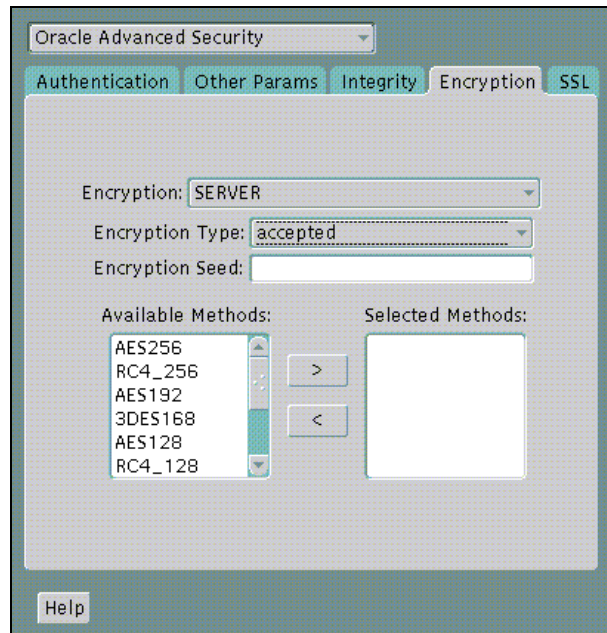 Oracle Advanced Security
Authentication Other Params Integrity Encryption SSL
Encryption: SERVER
Encryption Type: accepted
Encryption Seed:
Available Methods: Selected Methods:
AES256
RC4_256
AES192
3DES168
AES128
RC4_128
>
<
Help